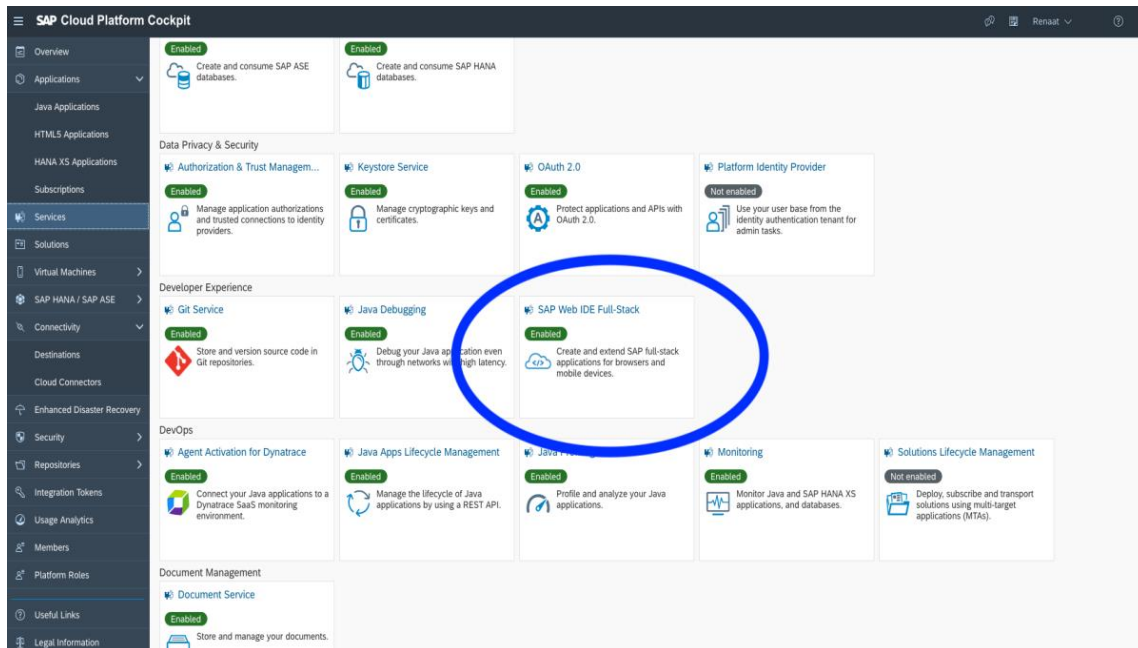 SAP Cloud Platform Cockpit
Renaat
Overview
Applications
Java Applications
HTML5 Applications
HANA XS Applications
Subscriptions
Services
Solutions
Virtual Machines
SAP HANA / SAP ASE
Connectivity
Destinations
Cloud Connectors
Enhanced Disaster Recovery
Security
Repositories
Integration Tokens
Usage Analytics
Members
Platform Roles
Useful Links
Legal Information
Enabled
Create and consume SAP ASE
databases.
Enabled
Create and consume SAP HANA
databases.
Data Privacy & Security
Authorization & Trust Managem...
Enabled
Manage application authorizations
and trusted connections to identity
providers.
Keystore Service
Enabled
Manage cryptographic keys and
certificates.
OAuth 2.0
Enabled
Protect applications and APIs with
OAuth 2.0.
Platform Identity Provider
Not enabled
Use your user base from the
identity authentication tenant for
admin tasks.
Developer Experience
Git Service
Enabled
Store and version source code in
Git repositories.
Java Debugging
Enabled
Debug your Java application even
through networks with high latency.
SAP Web IDE Full-Stack
Enabled
Create and extend SAP full-stack
applications for browsers and
mobile devices.
DevOps
Agent Activation for Dynatrace
Enabled
Connect your Java applications to a
Dynatrace SaaS monitoring
environment.
Java Apps Lifecycle Management
Enabled
Manage the lifecycle of Java
applications by using a REST API.
Java
Enabled
Profile and analyze your Java
applications.
Monitoring
Enabled
Monitor Java and SAP HANA XS
applications, and databases.
Solutions Lifecycle Management
Not enabled
Deploy, subscribe and transport
solutions using multi-target
applications (MTAs).
Document Management
Document Service
Enabled
Store and manage your documents.